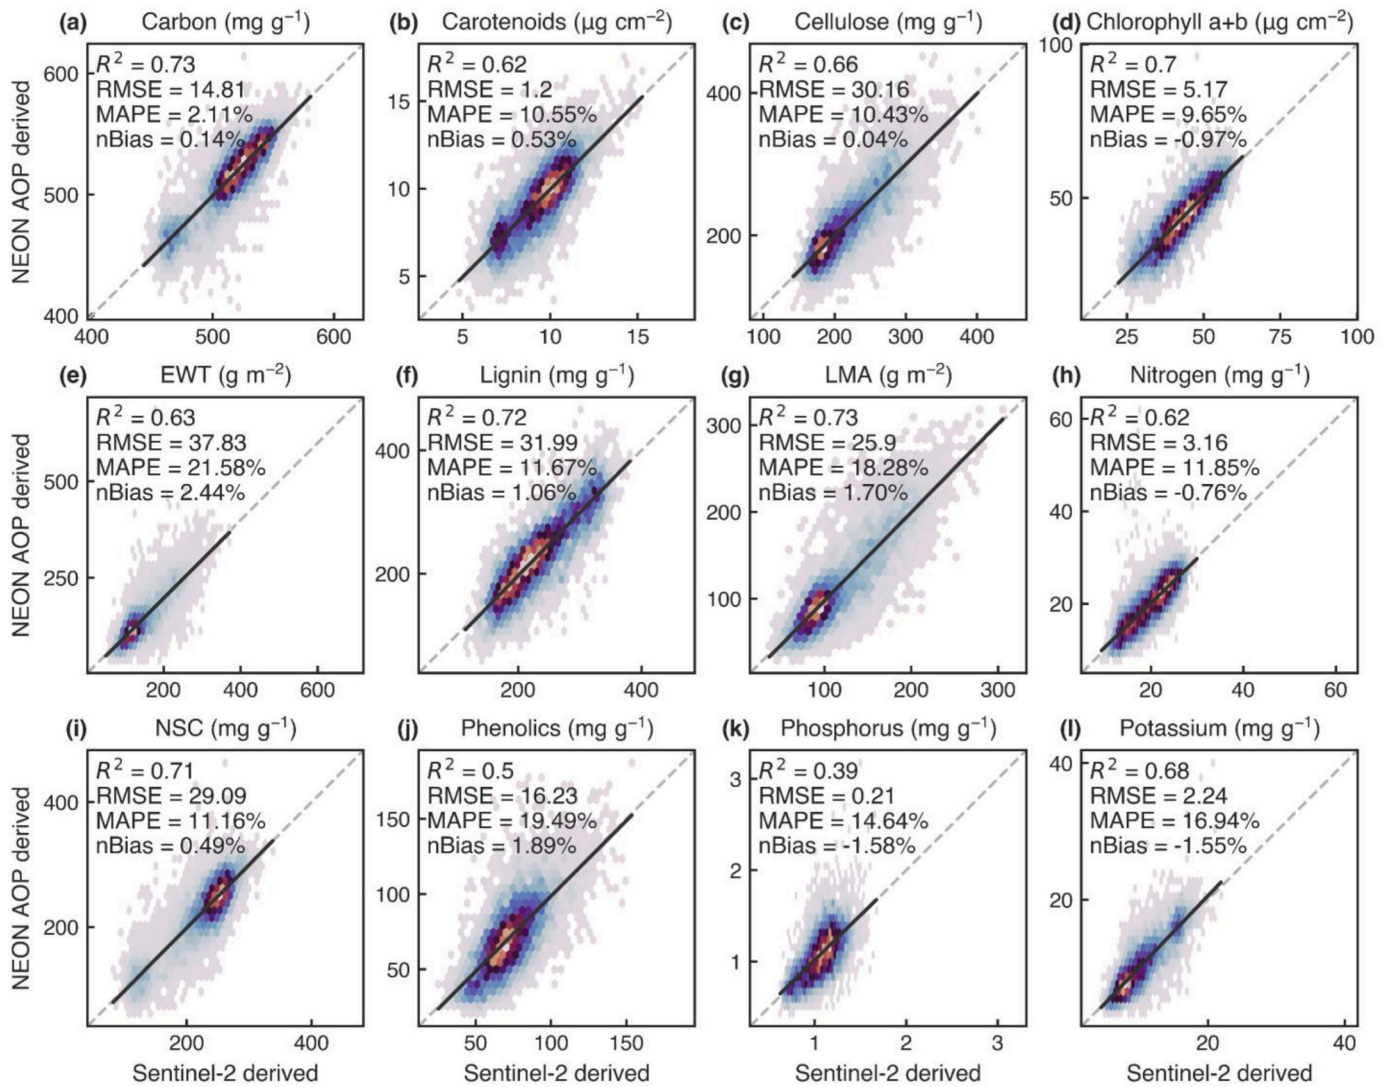 (a) Carbon (mg g⁻¹)
R² = 0.73
RMSE = 14.81
MAPE = 2.11%
nBias = 0.14%
600
500
400
400 500 600
NEON AOP derived
(b) Carotenoids (µg cm⁻²)
R² = 0.62
RMSE = 1.2
MAPE = 10.55%
nBias = 0.53%
15
10
5
5 10 15
(c) Cellulose (mg g⁻¹)
R² = 0.66
RMSE = 30.16
MAPE = 10.43%
nBias = 0.04%
400
200
100 200 300 400
(d) Chlorophyll a+b (µg cm⁻²)
R² = 0.7
RMSE = 5.17
MAPE = 9.65%
nBias = -0.97%
100
50
25 50 75 100
(e) EWT (g m⁻²)
R² = 0.63
RMSE = 37.83
MAPE = 21.58%
nBias = 2.44%
500
250
200 400 600
NEON AOP derived
(f) Lignin (mg g⁻¹)
R² = 0.72
RMSE = 31.99
MAPE = 11.67%
nBias = 1.06%
400
200
200 400
(g) LMA (g m⁻²)
R² = 0.73
RMSE = 25.9
MAPE = 18.28%
nBias = 1.70%
300
200
100
100 200 300
(h) Nitrogen (mg g⁻¹)
R² = 0.62
RMSE = 3.16
MAPE = 11.85%
nBias = -0.76%
60
40
20
20 40 60
(i) NSC (mg g⁻¹)
R² = 0.71
RMSE = 29.09
MAPE = 11.16%
nBias = 0.49%
400
200
200 400
NEON AOP derived
Sentinel-2 derived
(j) Phenolics (mg g⁻¹)
R² = 0.5
RMSE = 16.23
MAPE = 19.49%
nBias = 1.89%
150
100
50
50 100 150
Sentinel-2 derived
(k) Phosphorus (mg g⁻¹)
R² = 0.39
RMSE = 0.21
MAPE = 14.64%
nBias = -1.58%
3
2
1
1 2 3
Sentinel-2 derived
(l) Potassium (mg g⁻¹)
R² = 0.68
RMSE = 2.24
MAPE = 16.94%
nBias = -1.55%
40
20
20 40
Sentinel-2 derived